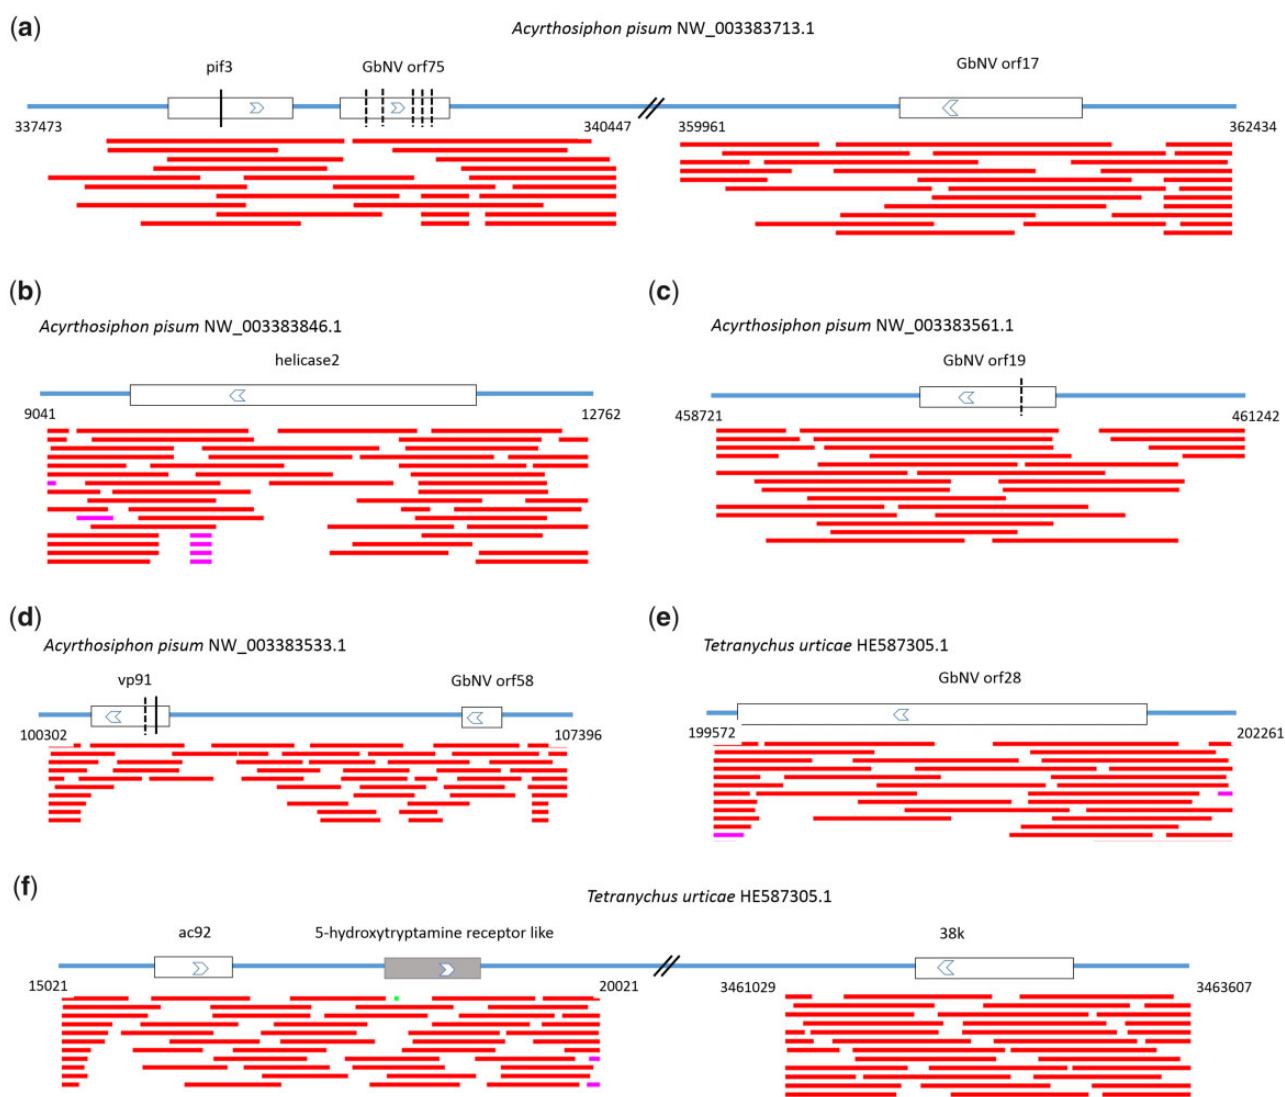 (a)
Acyrthosiphon pisum NW_003383713.1
pif3 GbNV orf75 GbNV orf17
337473 340447 359961 362434
(b)
Acyrthosiphon pisum NW_003383846.1
helicase2
9041 12762
(c)
Acyrthosiphon pisum NW_003383561.1
GbNV orf19
458721 461242
(d)
Acyrthosiphon pisum NW_003383533.1
vp91 GbNV orf58
100302 107396
(e)
Tetranychus urticae HE587305.1
GbNV orf28
199572 202261
(f)
Tetranychus urticae HE587305.1
ac92 5-hydroxytryptamine receptor like 38k
15021 20021 3461029 3463607